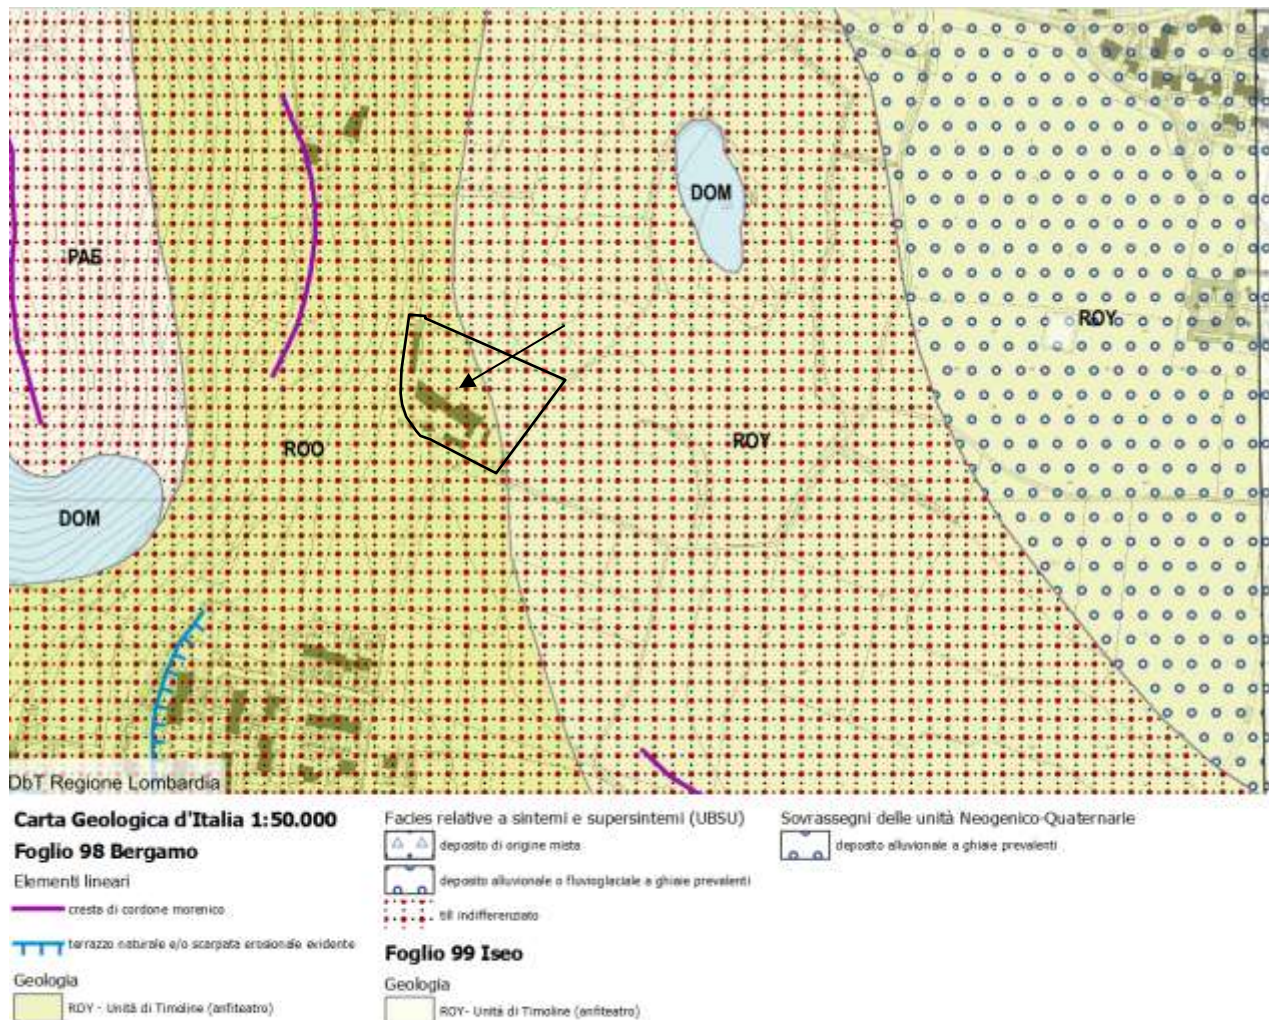 DOM
PAE
ROY
ROO
ROY
DOM
DbT Regione Lombardia
Carta Geologica d'Italia 1:50.000
Foglio 98 Bergamo
Elementi lineari
cresta di cordone morenico
terrazzo naturale e/o scarpata erosionale evidente
Geologia
ROY - Unità di Timoline (anfiteatro)
Facies relative a sintemi e supersintemi (UBSU)
deposito di origine mista
deposito alluvionale o fluvioglaciale a ghiaie prevalenti
till indifferenziato
Foglio 99 Iseo
Geologia
ROY- Unità di Timoline (anfiteatro)
Sovrassegni delle unità Neogenico-Quaternarie
deposito alluvionale a ghiaie prevalenti